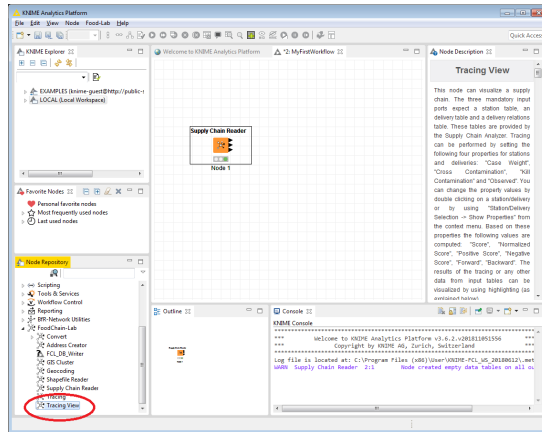 KNIME Analytics Platform
File Edit View Node Food-Lab Help
Quick Access
KNIME Explorer
EXAMPLES (knime-guest@http://public-s
LOCAL (Local Workspace)
Favorite Nodes
Personal favorite nodes
Most frequently used nodes
Last used nodes
Node Repository
Scripting
Tools & Services
Workflow Control
Reporting
BfR-Network Utilities
FoodChain-Lab
Convert
Address Creator
FCL_DB_Writer
GIS Cluster
Geocoding
Shapefile Reader
Supply Chain Reader
Tracing
Tracing View
Welcome to KNIME Analytics Platform
*2: MyFirstWorkflow
Supply Chain Reader
Node 1
Outline
Console
KNIME Console
*** Welcome to KNIME Analytics Platform v3.6.2.v201811051556 ***
*** Copyright by KNIME AG, Zurich, Switzerland ***
Log file is located at: C:\Program Files (x86)\User\KNIME-FCL_WS_20180612\.met
WARN Supply Chain Reader 2:1 Node created empty data tables on all ou
Node Description
Tracing View
This node can visualize a supply
chain. The three mandatory input
ports expect a station table, an
delivery table and a delivery relations
table. These tables are provided by
the Supply Chain Analyzer. Tracing
can be performed by setting the
following four properties for stations
and deliveries: "Case Weight",
"Cross Contamination", "Kill
Contamination" and "Observed". You
can change the property values by
double clicking on a station/delivery
or by using "Station/Delivery
Selection -> Show Properties" from
the context menu. Based on these
properties the following values are
computed: "Score", "Normalized
Score", "Positive Score", "Negative
Score", "Forward", "Backward". The
results of the tracing or any other
data from input tables can be
visualized by using highlighting (as
explained below)